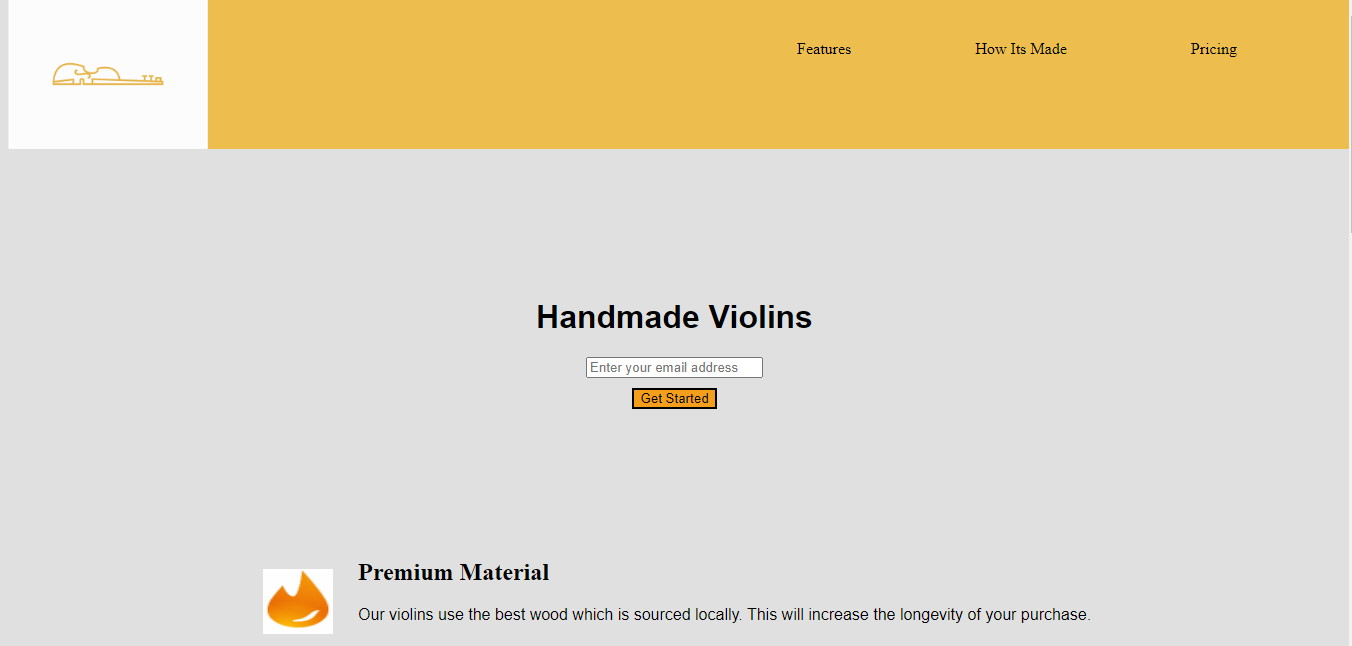 Features How Its Made Pricing
Handmade Violins
Enter your email address
Get Started
Premium Material
Our violins use the best wood which is sourced locally. This will increase the longevity of your purchase.